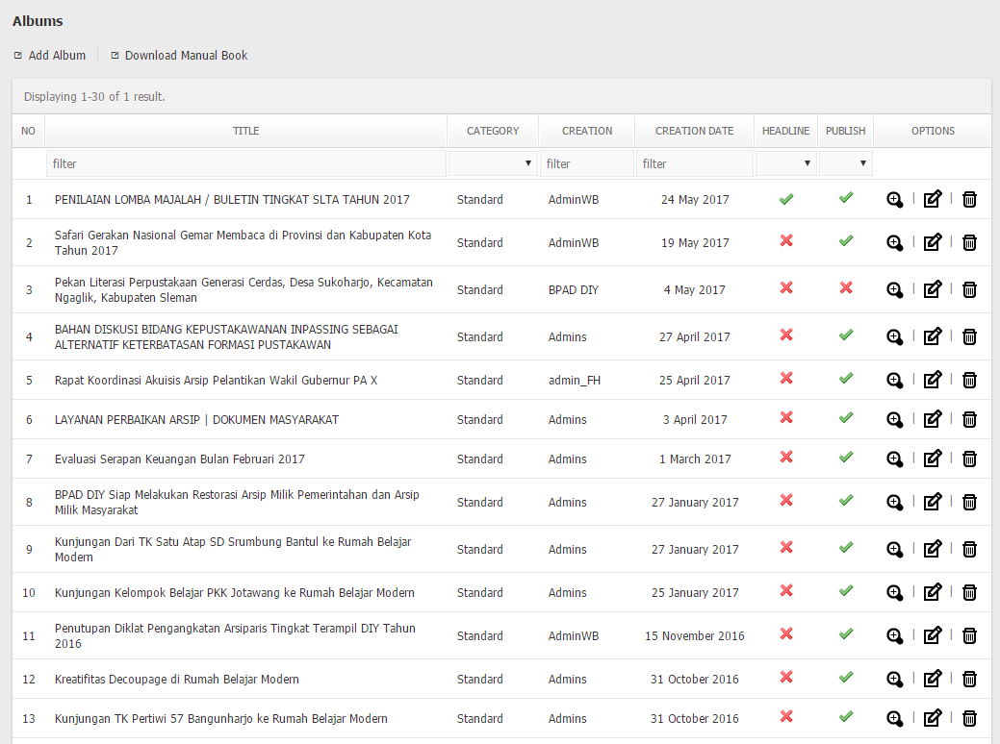 Albums
Add Album
Download Manual Book
Displaying 1-30 of 1 result.
NO TITLE CATEGORY CREATION CREATION DATE HEADLINE PUBLISH OPTIONS
filter filter filter
1 PENILAIAN LOMBA MAJALAH / BULETIN TINGKAT SLTA TAHUN 2017 Standard AdminWB 24 May 2017 | |
2 Safari Gerakan Nasional Gemar Membaca di Provinsi dan Kabupaten Kota
Tahun 2017 Standard AdminWB 19 May 2017 | |
3 Pekan Literasi Perpustakaan Generasi Cerdas, Desa Sukoharjo, Kecamatan
Ngaglik, Kabupaten Sleman Standard BPAD DIY 4 May 2017 | |
4 BAHAN DISKUSI BIDANG KEPUSTAKAWANAN INPASSING SEBAGAI
ALTERNATIF KETERBATASAN FORMASI PUSTAKAWAN Standard Admins 27 April 2017 | |
5 Rapat Koordinasi Akuisis Arsip Pelantikan Wakil Gubernur PA X Standard admin_FH 25 April 2017 | |
6 LAYANAN PERBAIKAN ARSIP | DOKUMEN MASYARAKAT Standard Admins 3 April 2017 | |
7 Evaluasi Serapan Keuangan Bulan Februari 2017 Standard Admins 1 March 2017 | |
8 BPAD DIY Siap Melakukan Restorasi Arsip Milik Pemerintahan dan Arsip
Milik Masyarakat Standard Admins 27 January 2017 | |
9 Kunjungan Dari TK Satu Atap SD Srumbung Bantul ke Rumah Belajar
Modern Standard Admins 27 January 2017 | |
10 Kunjungan Kelompok Belajar PKK Jotawang ke Rumah Belajar Modern Standard Admins 25 January 2017 | |
11 Penutupan Diklat Pengangkatan Arsiparis Tingkat Terampil DIY Tahun
2016 Standard AdminWB 15 November 2016 | |
12 Kreatifitas Decoupage di Rumah Belajar Modern Standard Admins 31 October 2016 | |
13 Kunjungan TK Pertiwi 57 Bangunharjo ke Rumah Belajar Modern Standard Admins 31 October 2016 | |